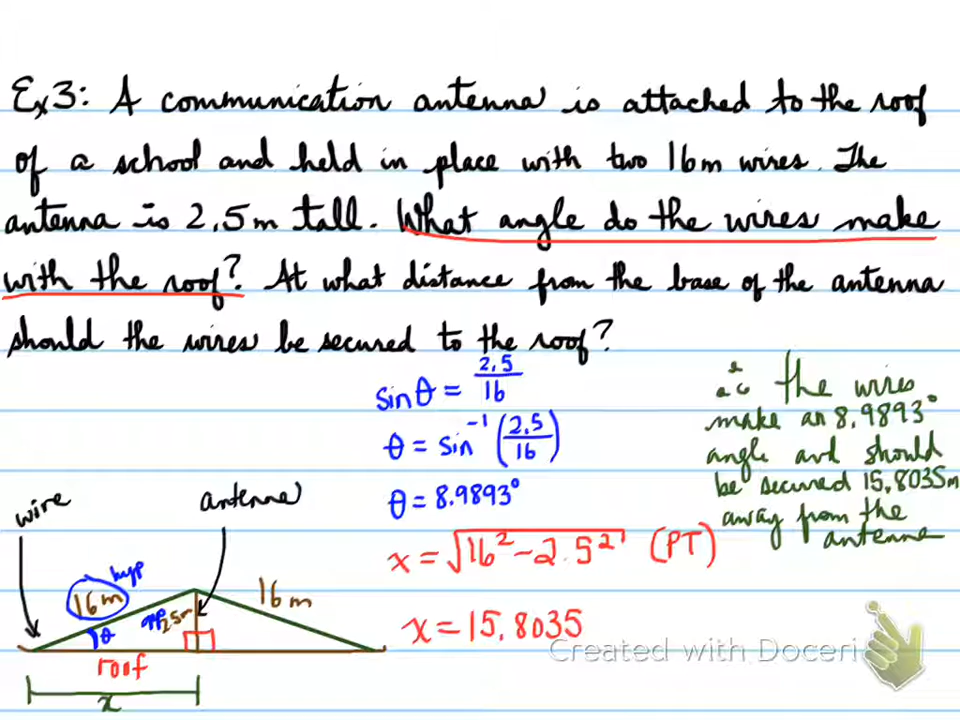 Ex3: A communication antenna is attached to the roof
of a school and held in place with two 16m wires. The
antenna is 2.5m tall. What angle do the wires make
with the roof? At what distance from the base of the antenna
should the wires be secured to the roof?
sin θ = 2.5/16
θ = sin⁻¹ (2.5/16)
θ = 8.9893°
x = √16² - 2.5² (PT)
x = 15.8035
the wires
make an 8.9893°
angle and should
be secured 15.8035m
away from the
antenna
wire
antenna
hyp
16m
opp
2.5m
16m
θ
roof
x
Created with Doceri